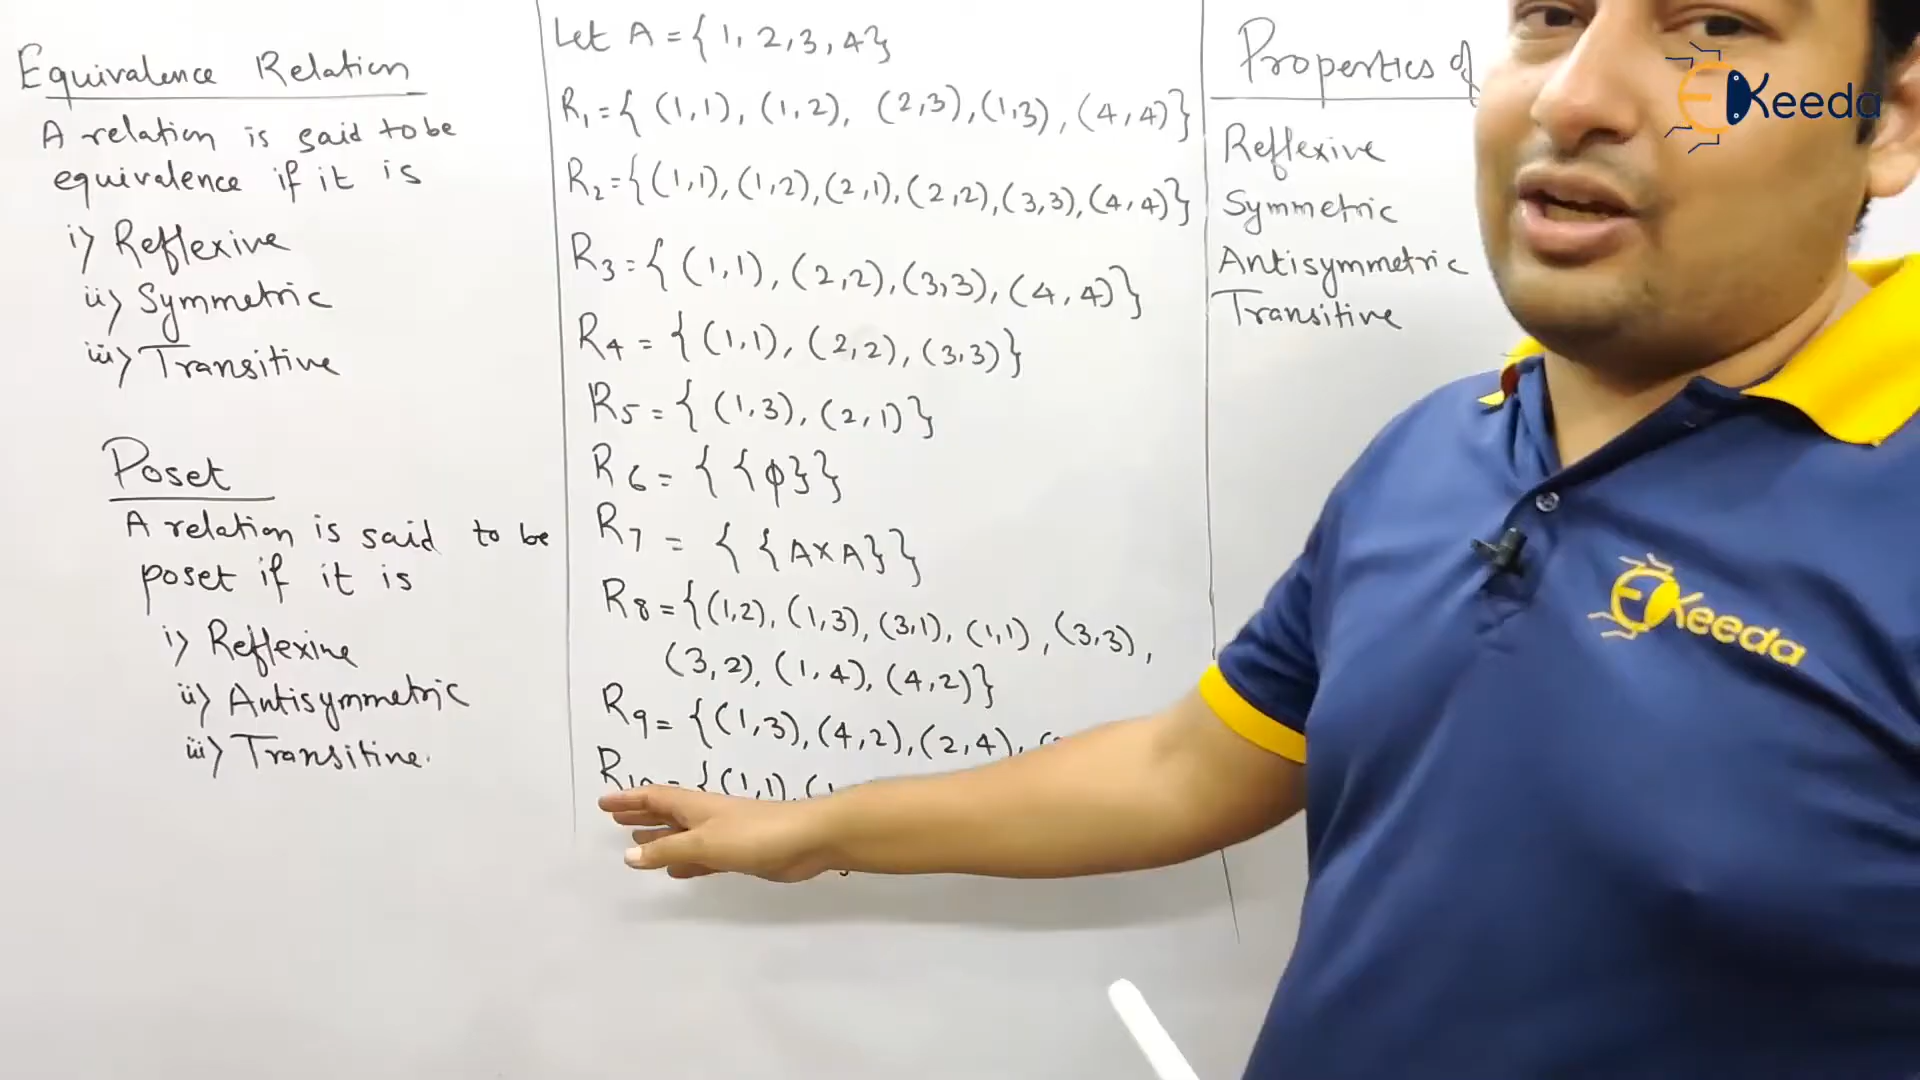 Equivalence Relation
A relation is said to be
equivalence if it is
i) Reflexive
ii) Symmetric
iii) Transitive
Poset
A relation is said to be
poset if it is
i) Reflexive
ii) Antisymmetric
iii) Transitive.
Let A = { 1, 2, 3, 4}
R1 = { (1,1), (1,2), (2,3), (1,3), (4,4)}
R2 = {(1,1), (1,2), (2,1), (2,2), (3,3), (4,4)}
R3 = { (1,1), (2,2), (3,3), (4,4)}
R4 = { (1,1), (2,2), (3,3)}
R5 = { (1,3), (2,1)}
R6 = { {ϕ}}
R7 = { {A×A}}
R8 = {(1,2), (1,3), (3,1), (1,1), (3,3),
(3,2), (1,4), (4,2)}
R9 = {(1,3), (4,2), (2,4),
R10 = {(1,1),
Properties of
Reflexive
Symmetric
Antisymmetric
Transitive
EKeeda
EKeeda